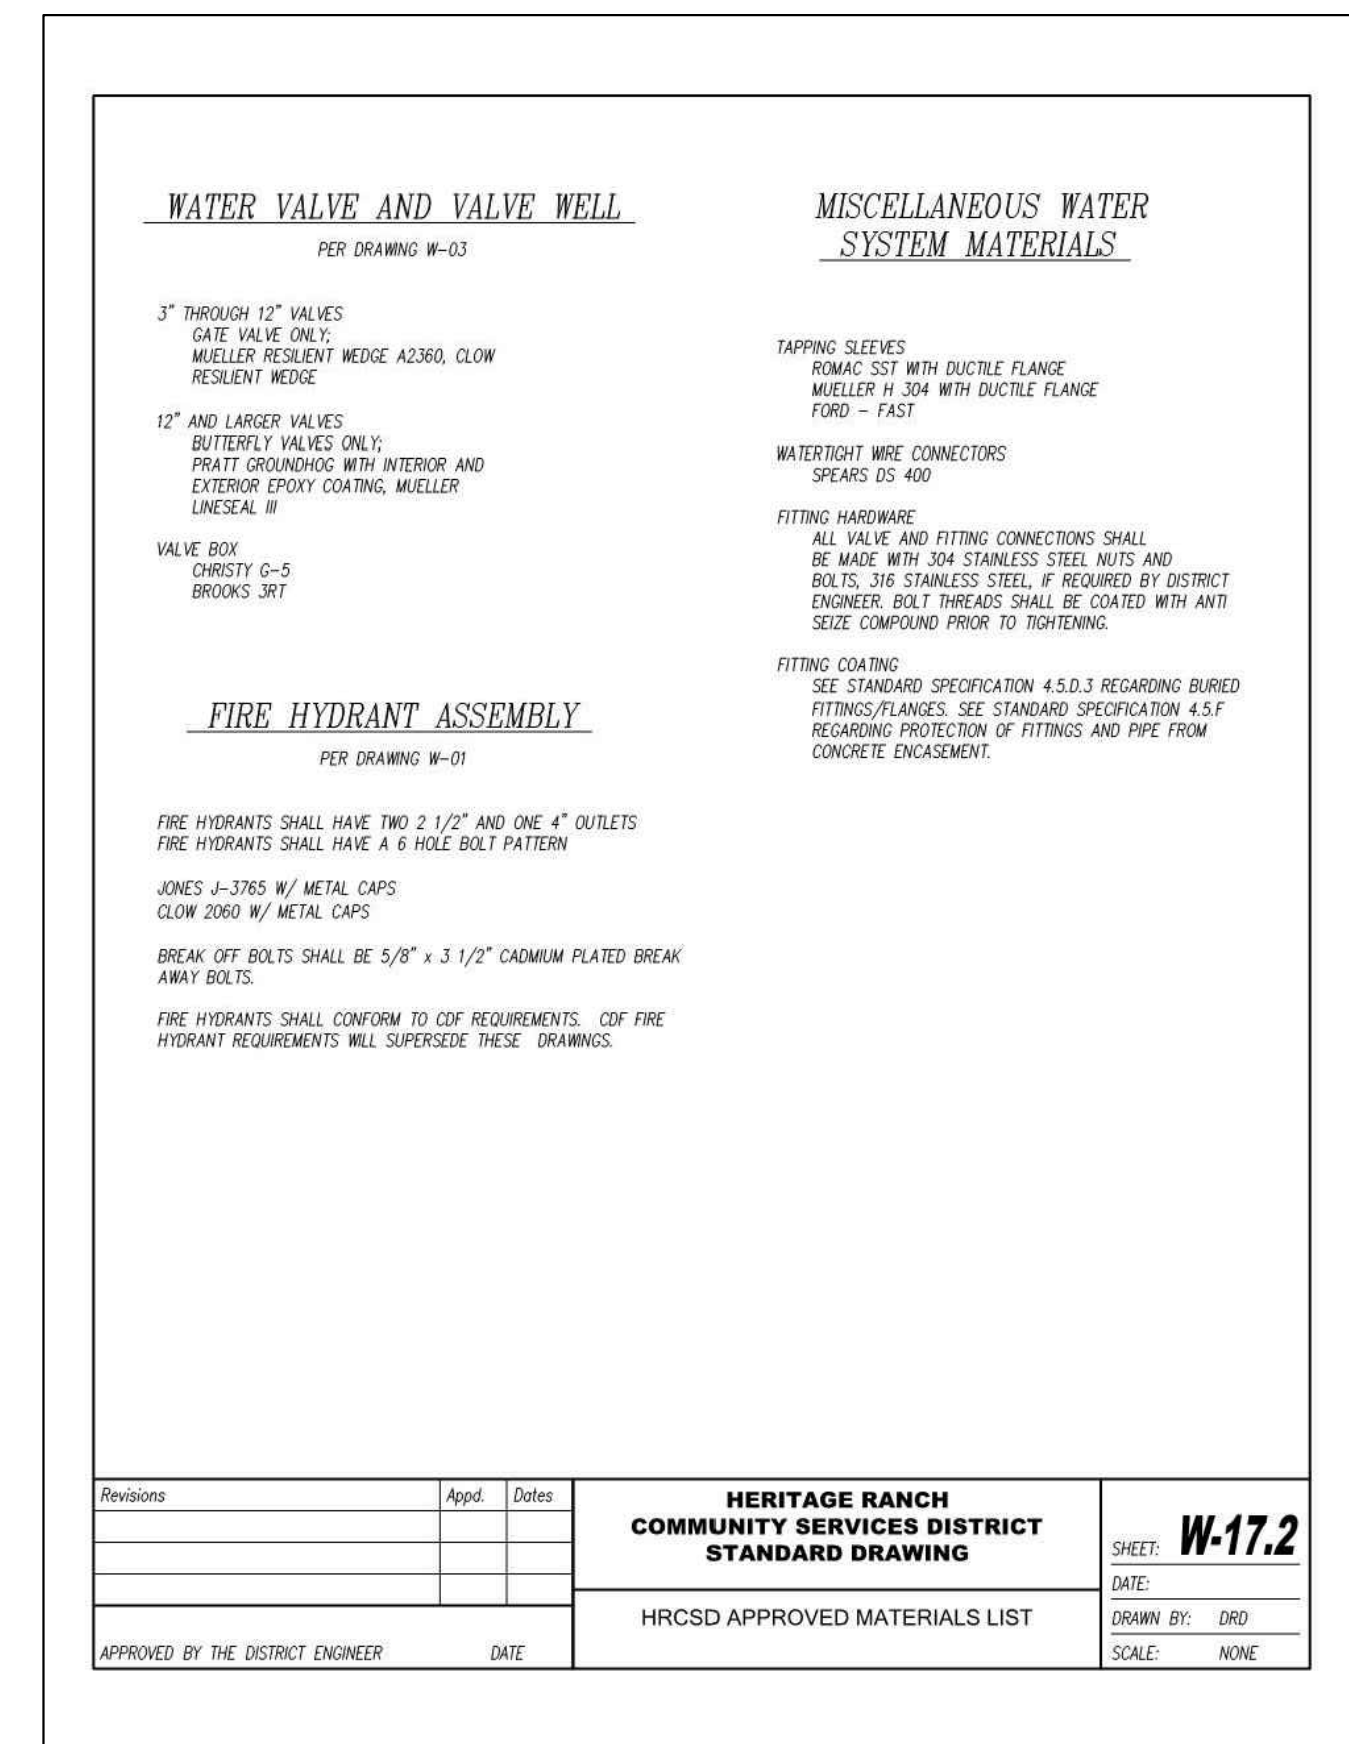 WATER VALVE AND VALVE WELL
PER DRAWING W-03
3" THROUGH 12" VALVES
GATE VALVE ONLY;
MUELLER RESILIENT WEDGE A2360, CLOW
RESILIENT WEDGE
12" AND LARGER VALVES
BUTTERFLY VALVES ONLY;
PRATT GROUNDHOG WITH INTERIOR AND
EXTERIOR EPOXY COATING, MUELLER
LINESEAL III
VALVE BOX
CHRISTY G-5
BROOKS 3RT
FIRE HYDRANT ASSEMBLY
PER DRAWING W-01
FIRE HYDRANTS SHALL HAVE TWO 2 1/2" AND ONE 4" OUTLETS
FIRE HYDRANTS SHALL HAVE A 6 HOLE BOLT PATTERN
JONES J-3765 W/ METAL CAPS
CLOW 2060 W/ METAL CAPS
BREAK OFF BOLTS SHALL BE 5/8" x 3 1/2" CADMIUM PLATED BREAK
AWAY BOLTS.
FIRE HYDRANTS SHALL CONFORM TO CDF REQUIREMENTS. CDF FIRE
HYDRANT REQUIREMENTS WILL SUPERSEDE THESE DRAWINGS.
MISCELLANEOUS WATER
SYSTEM MATERIALS
TAPPING SLEEVES
ROMAC SST WITH DUCTILE FLANGE
MUELLER H 304 WITH DUCTILE FLANGE
FORD - FAST
WATERTIGHT WIRE CONNECTORS
SPEARS DS 400
FITTING HARDWARE
ALL VALVE AND FITTING CONNECTIONS SHALL
BE MADE WITH 304 STAINLESS STEEL NUTS AND
BOLTS, 316 STAINLESS STEEL, IF REQUIRED BY DISTRICT
ENGINEER. BOLT THREADS SHALL BE COATED WITH ANTI
SEIZE COMPOUND PRIOR TO TIGHTENING.
FITTING COATING
SEE STANDARD SPECIFICATION 4.5.D.3 REGARDING BURIED
FITTINGS/FLANGES. SEE STANDARD SPECIFICATION 4.5.F
REGARDING PROTECTION OF FITTINGS AND PIPE FROM
CONCRETE ENCASEMENT.
Revisions Appd. Dates
APPROVED BY THE DISTRICT ENGINEER DATE
HERITAGE RANCH
COMMUNITY SERVICES DISTRICT
STANDARD DRAWING
HRCSD APPROVED MATERIALS LIST
SHEET: W-17.2
DATE:
DRAWN BY: DRD
SCALE: NONE